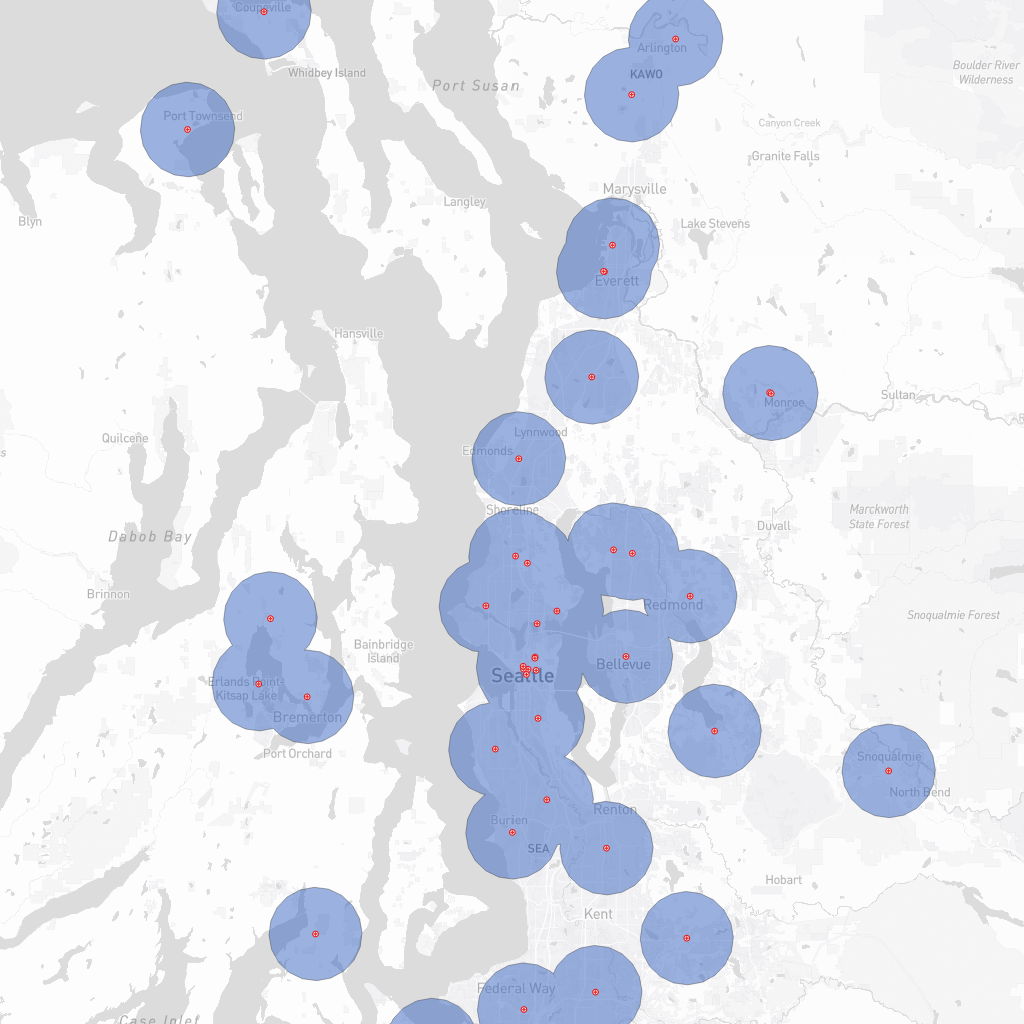 Coupeville
Arlington
Boulder River
Wilderness
Whidbey Island
KAWO
Port Susan
Port Townsend
Canyon Creek
Granite Falls
Marysville
Langley
Blyn
Lake Stevens
Everett
Hansville
Sultan
Monroe
Quilcene
Lynnwood
Edmonds
Shoreline
Marckworth
State Forest
Duvall
Dabob Bay
Brinnon
Redmond
Snoqualmie Forest
Bainbridge
Island
Bellevue
Seattle
Erlands Point-
Kitsap Lake
Bremerton
Port Orchard
Snoqualmie
North Bend
Renton
Burien
SEA
Hobart
Kent
Federal Way
Case Inlet